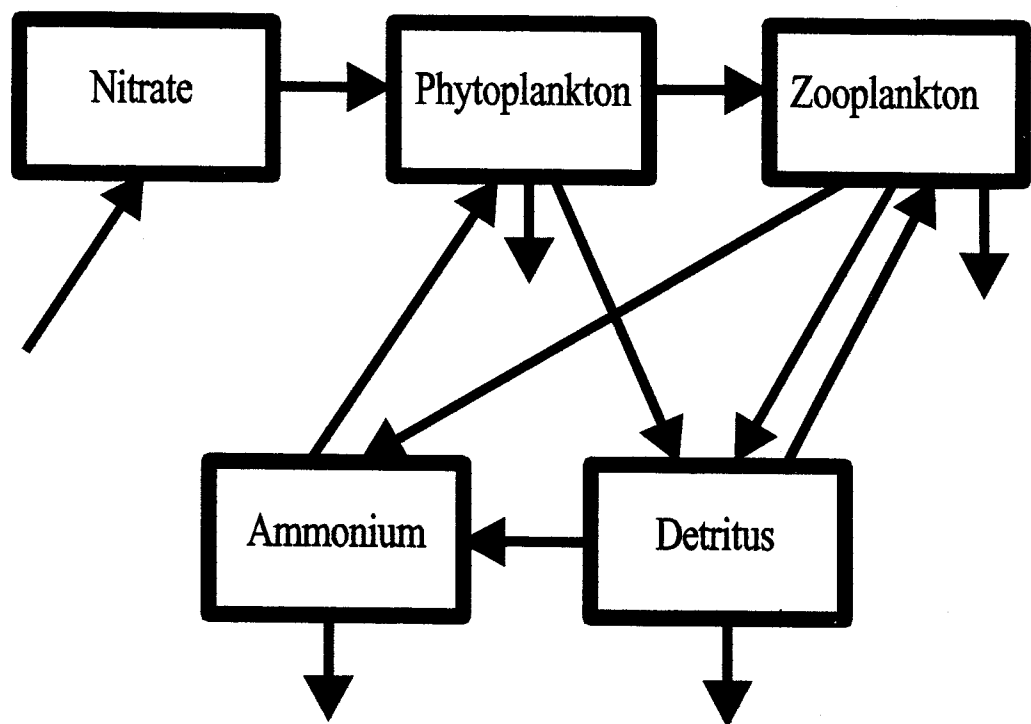 Nitrate
Phytoplankton
Zooplankton
Ammonium
Detritus